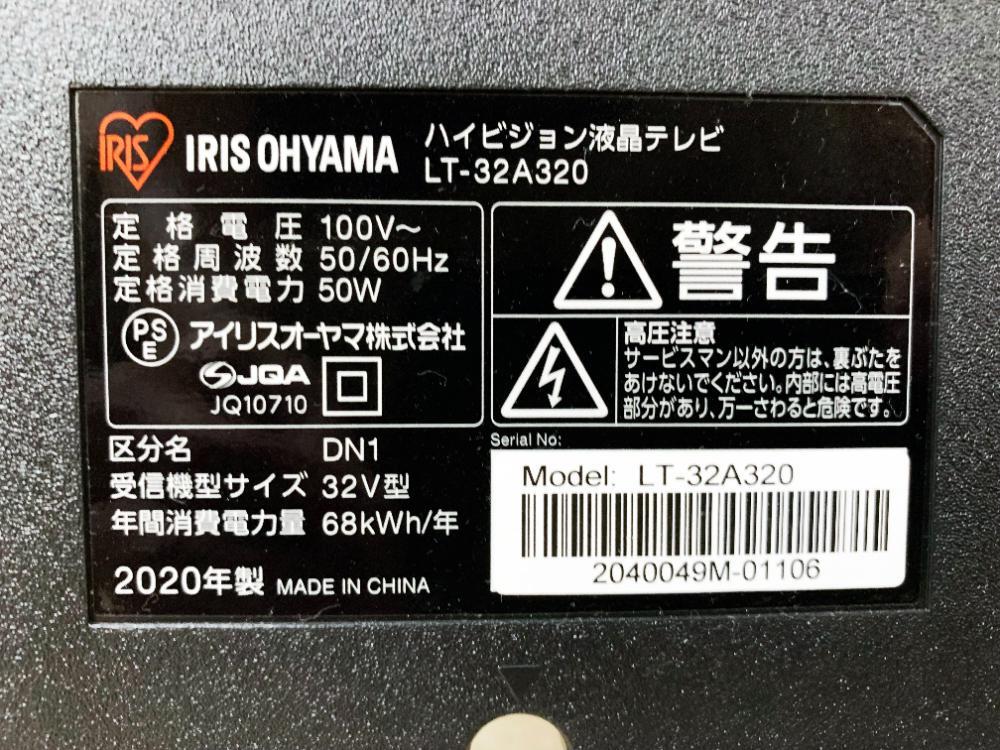 IRIS
IRIS OHYAMA
ハイビジョン液晶テレビ
LT-32A320
定格電圧 100V～
定格周波数 50/60Hz
定格消費電力 50W
PSE
アイリスオーヤマ株式会社
JQA
JQ10710
警告
高圧注意
サービスマン以外の方は、裏ぶたを
あけないでください。内部には高電圧
部分があり、万一さわると危険です。
区分名 DN1
受信機型サイズ 32V型
年間消費電力量 68kWh/年
2020年製 MADE IN CHINA
Serial No:
Model: LT-32A320
2040049M-01106